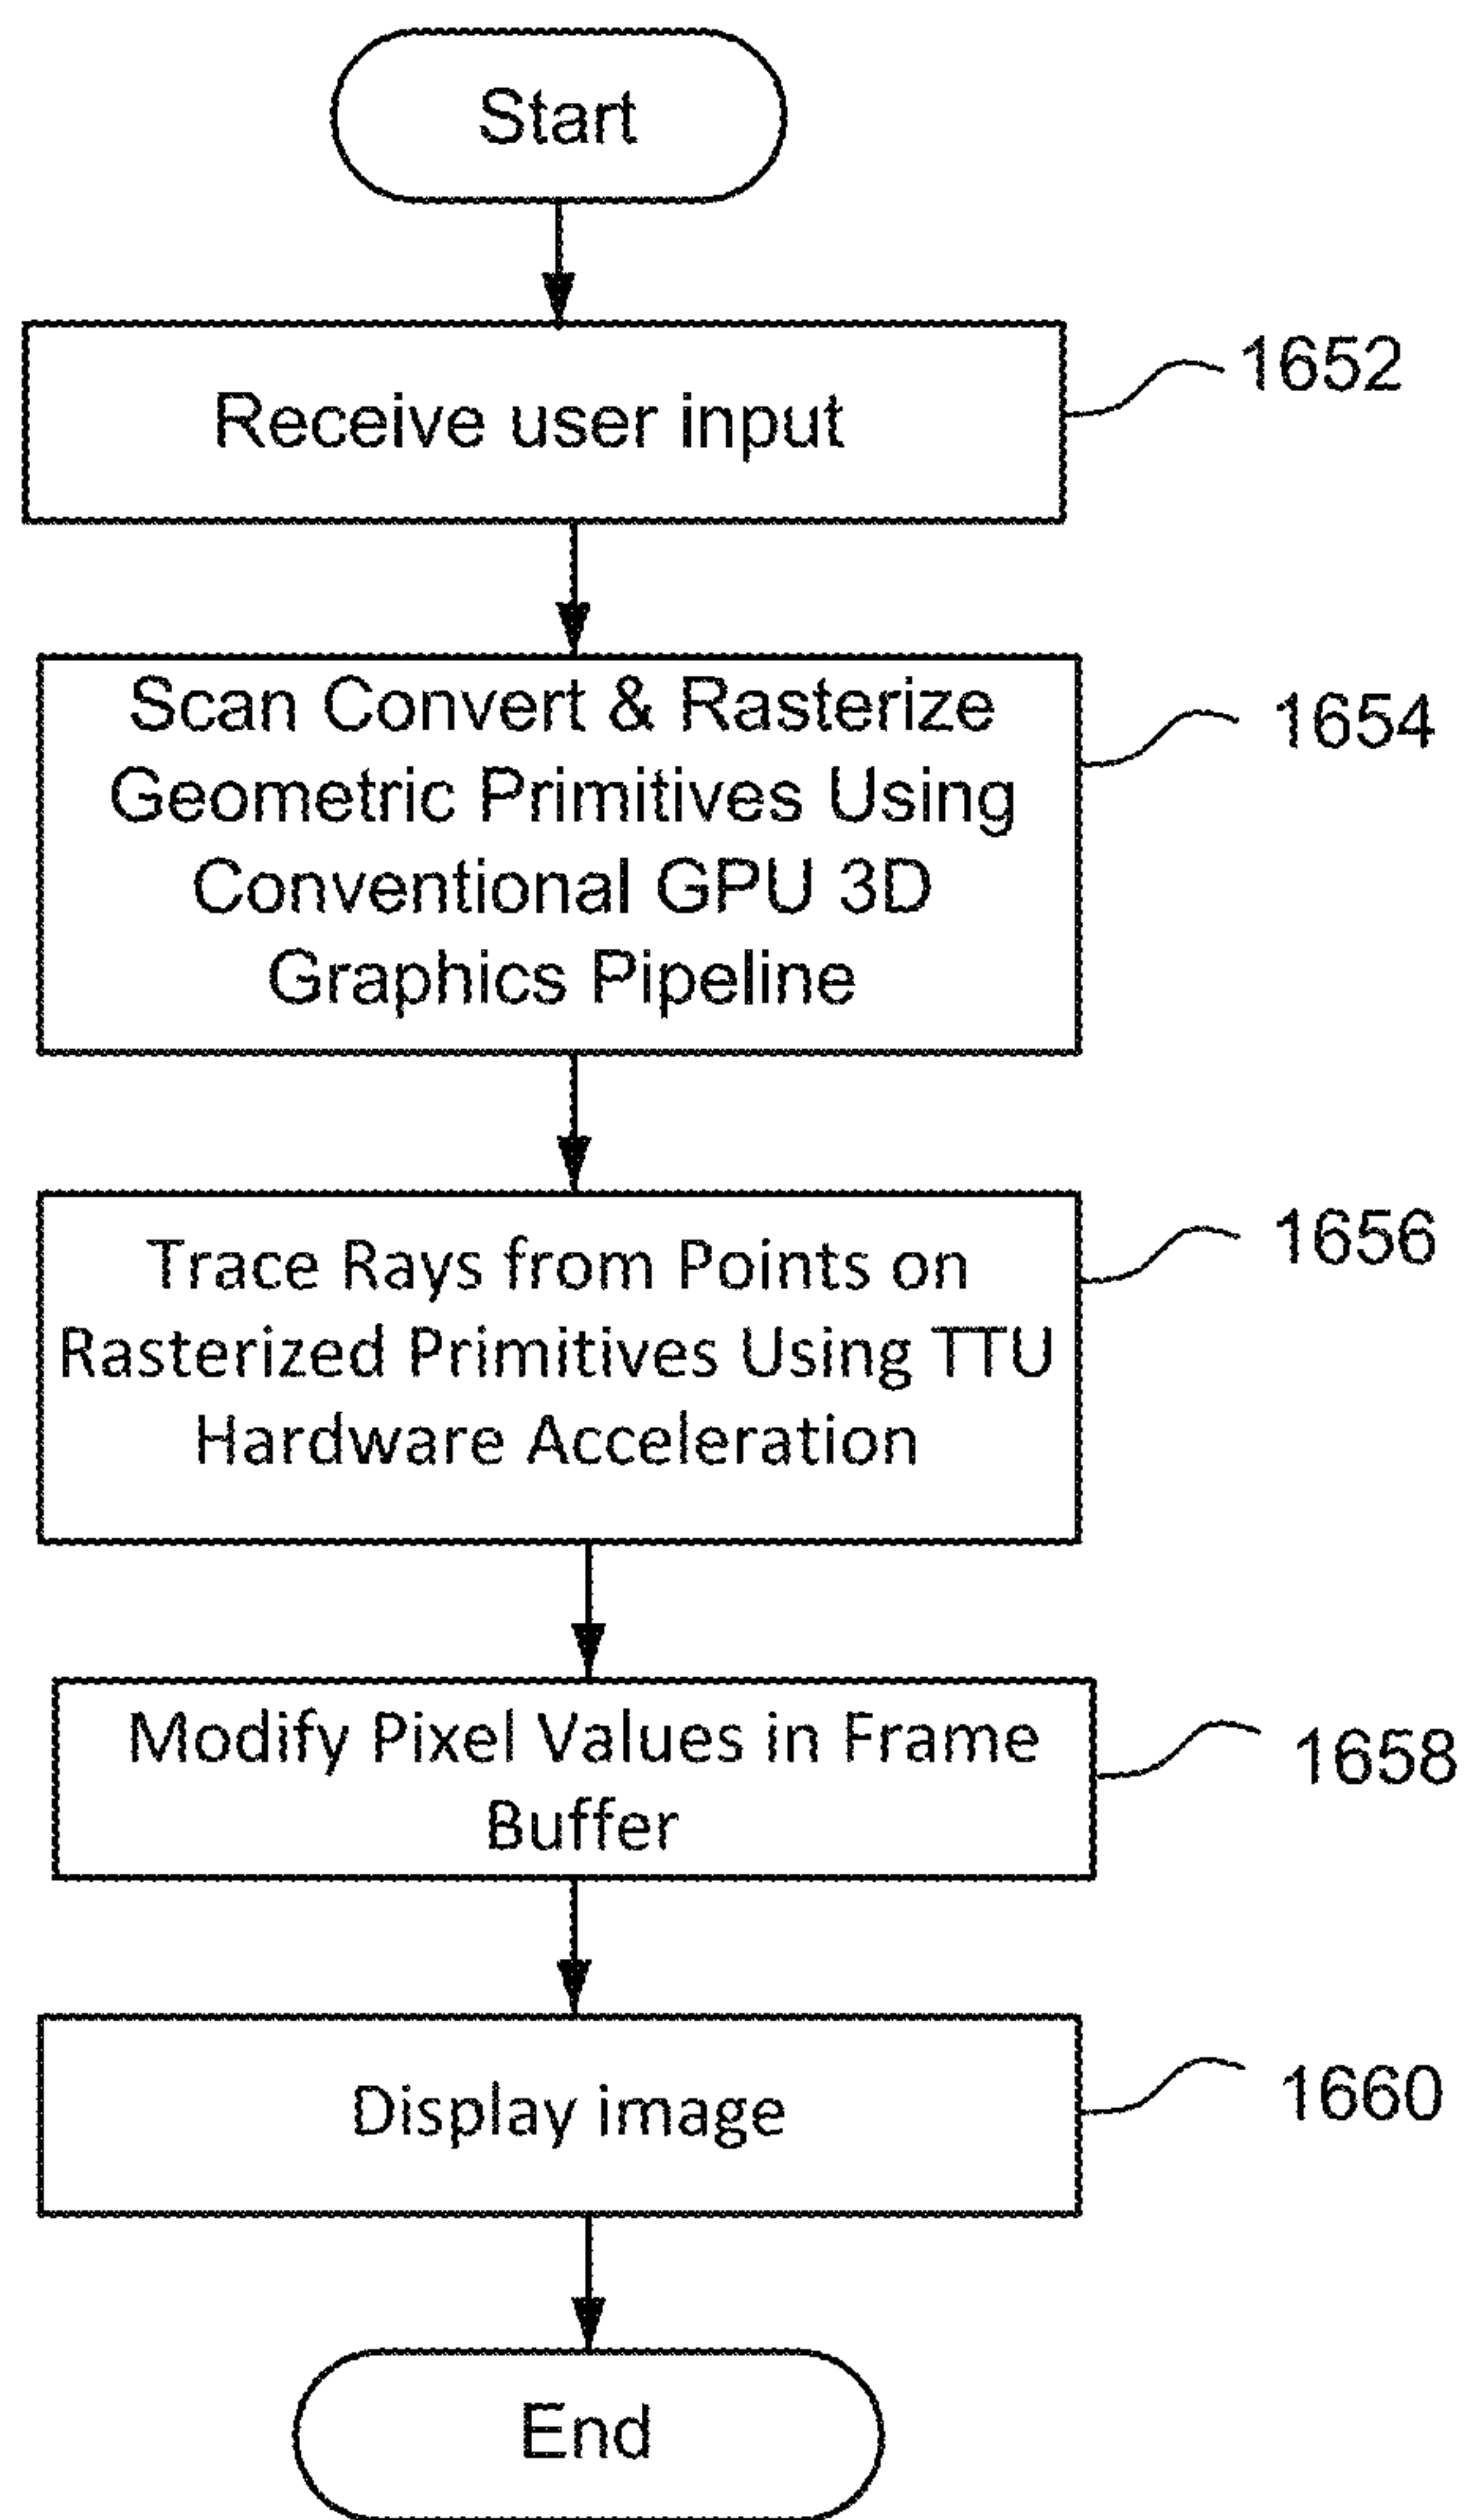 Start
Receive user input
1652
Scan Convert & Rasterize
Geometric Primitives Using
Conventional GPU 3D
Graphics Pipeline
1654
Trace Rays from Points on
Rasterized Primitives Using TTU
Hardware Acceleration
1656
Modify Pixel Values in Frame
Buffer
1658
Display image
1660
End